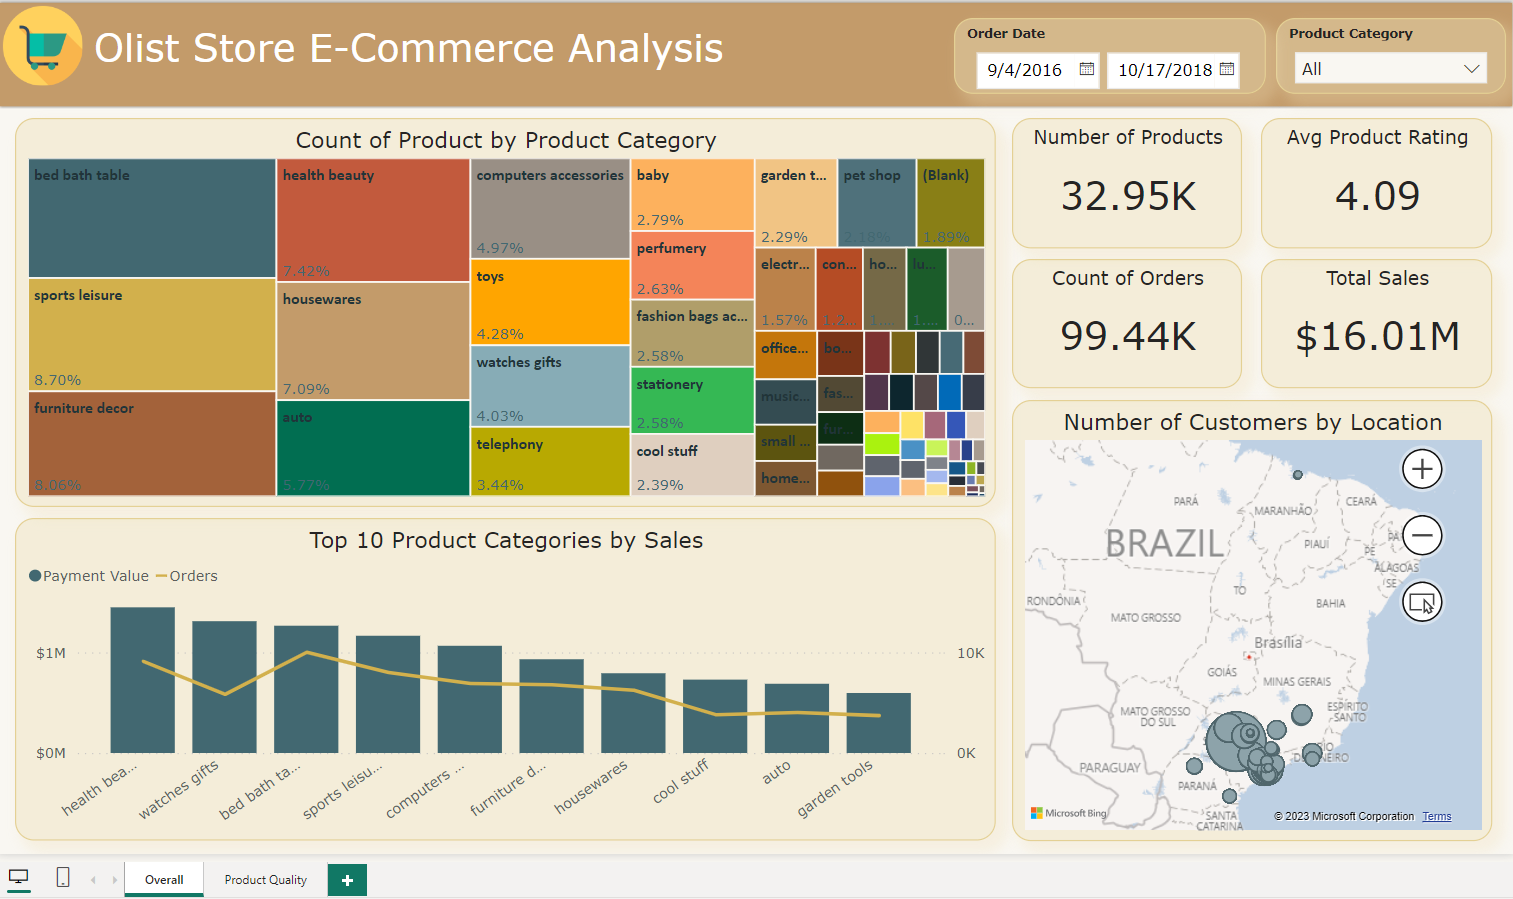 Olist Store E-Commerce Analysis
Order Date
9/4/2016
10/17/2018
Product Category
All
Count of Product by Product Category
bed bath table
sports leisure
8.70%
furniture decor
8.06%
health beauty
7.42%
housewares
7.09%
auto
5.77%
computers accessories
4.97%
toys
4.28%
watches gifts
4.03%
telephony
3.44%
baby
2.79%
perfumery
2.63%
fashion bags ac...
2.58%
stationery
2.58%
cool stuff
2.39%
garden t...
2.29%
pet shop
2.18%
(Blank)
1.89%
electr...
1.57%
con...
1.2...
ho...
1....
lu...
1....
0...
office...
music...
small ...
home...
bo...
fas...
fur...
Number of Products
32.95K
Avg Product Rating
4.09
Count of Orders
99.44K
Total Sales
$16.01M
Top 10 Product Categories by Sales
Payment Value
Orders
$1M
$0M
10K
0K
health bea...
watches gifts
bed bath ta...
sports leisu...
computers ...
furniture d...
housewares
cool stuff
auto
garden tools
Number of Customers by Location
PARÁ
MARANHÃO
CEARÁ
BRAZIL
PIAUÍ
PA
PE
ALAGOAS
SE
TO
RONDÔNIA
MATO GROSSO
BAHIA
Brasília
GOIÁS
MINAS GERAIS
MATO GROSSO
DO SUL
ESPÍRITO
SANTO
PARAGUAY
PARANÁ
SANTA
CATARINA
Microsoft Bing
© 2023 Microsoft Corporation
Terms
Overall
Product Quality